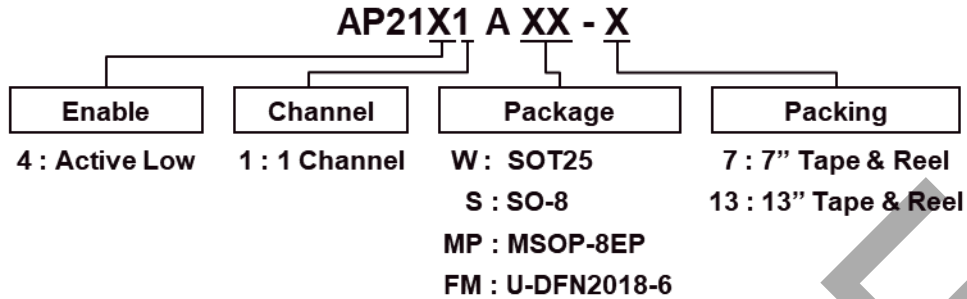 AP21X1 A XX - X
Enable Channel Package Packing
4 : Active Low 1 : 1 Channel W : SOT25 7 : 7” Tape & Reel
S : SO-8 13 : 13” Tape & Reel
MP : MSOP-8EP
FM : U-DFN2018-6